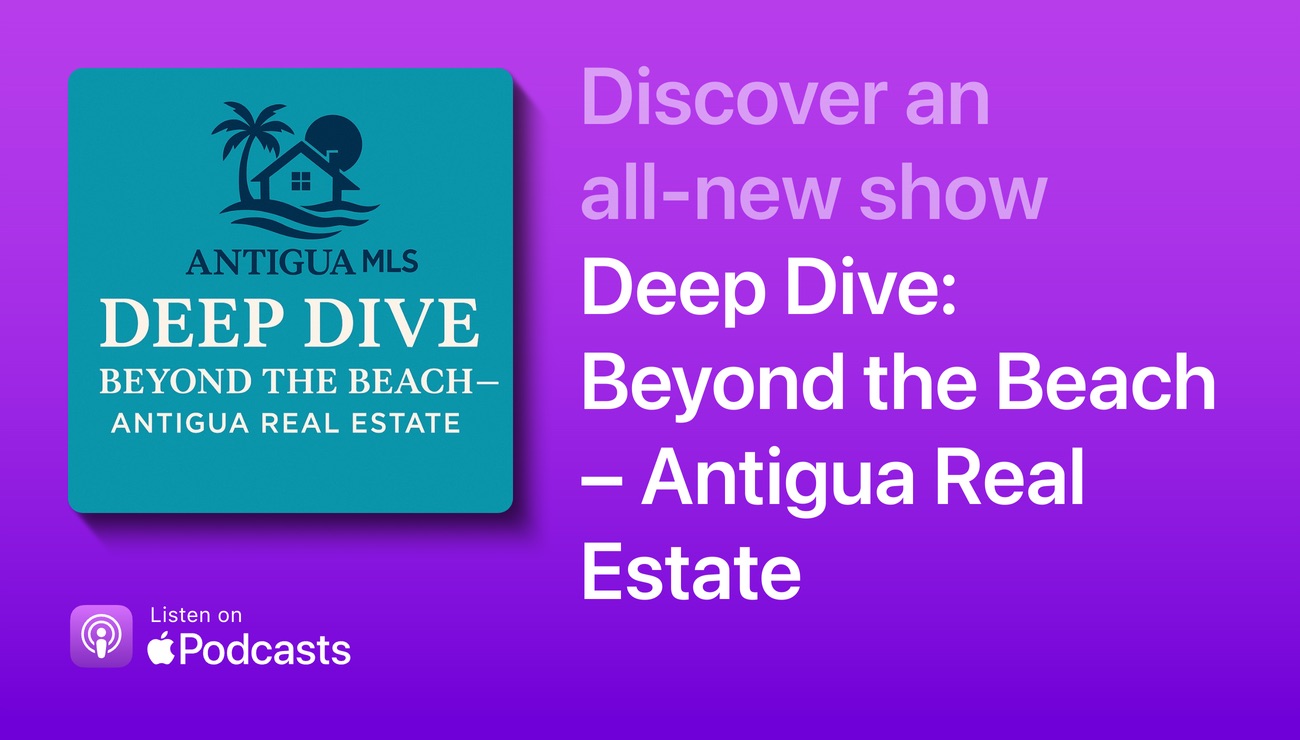 ANTIGUA MLS
DEEP DIVE
BEYOND THE BEACH–
ANTIGUA REAL ESTATE
Discover an
all-new show
Deep Dive:
Beyond the Beach
– Antigua Real
Estate
Listen on
Podcasts